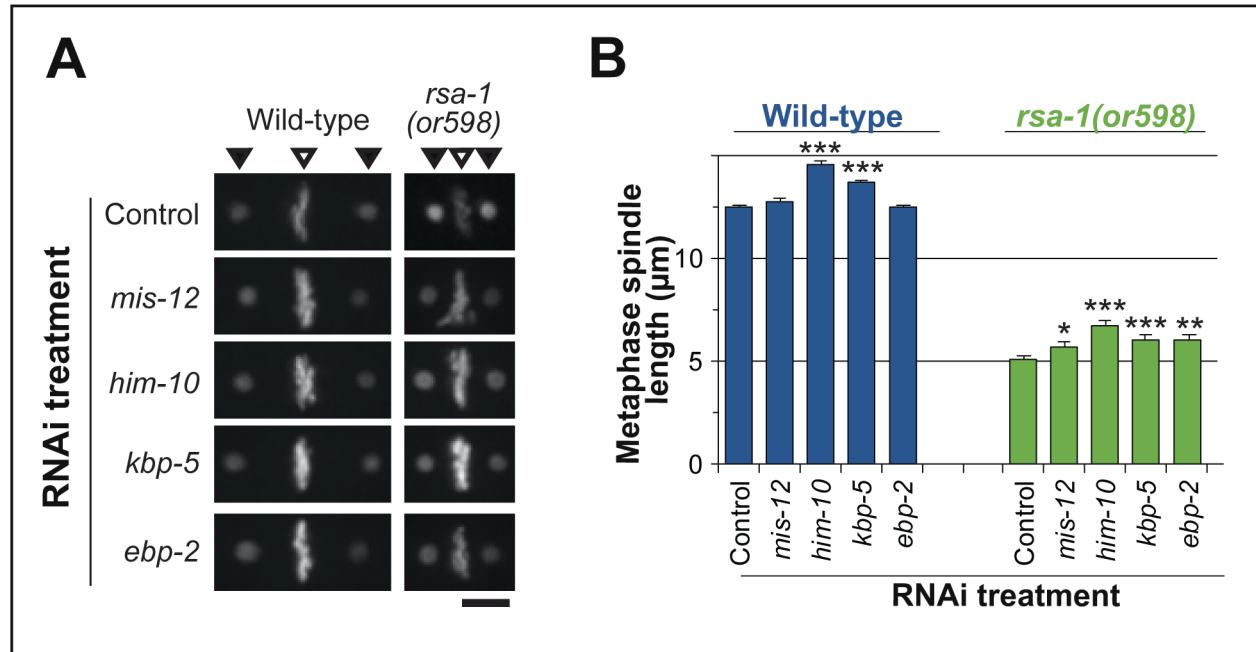 A
Wild-type
rsa-1
(or598)
RNAi treatment
Control
mis-12
him-10
kbp-5
ebp-2
B
Wild-type
rsa-1(or598)
Metaphase spindle
length (µm)
10
5
0
***
***
*
***
***
**
Control
mis-12
him-10
kbp-5
ebp-2
Control
mis-12
him-10
kbp-5
ebp-2
RNAi treatment